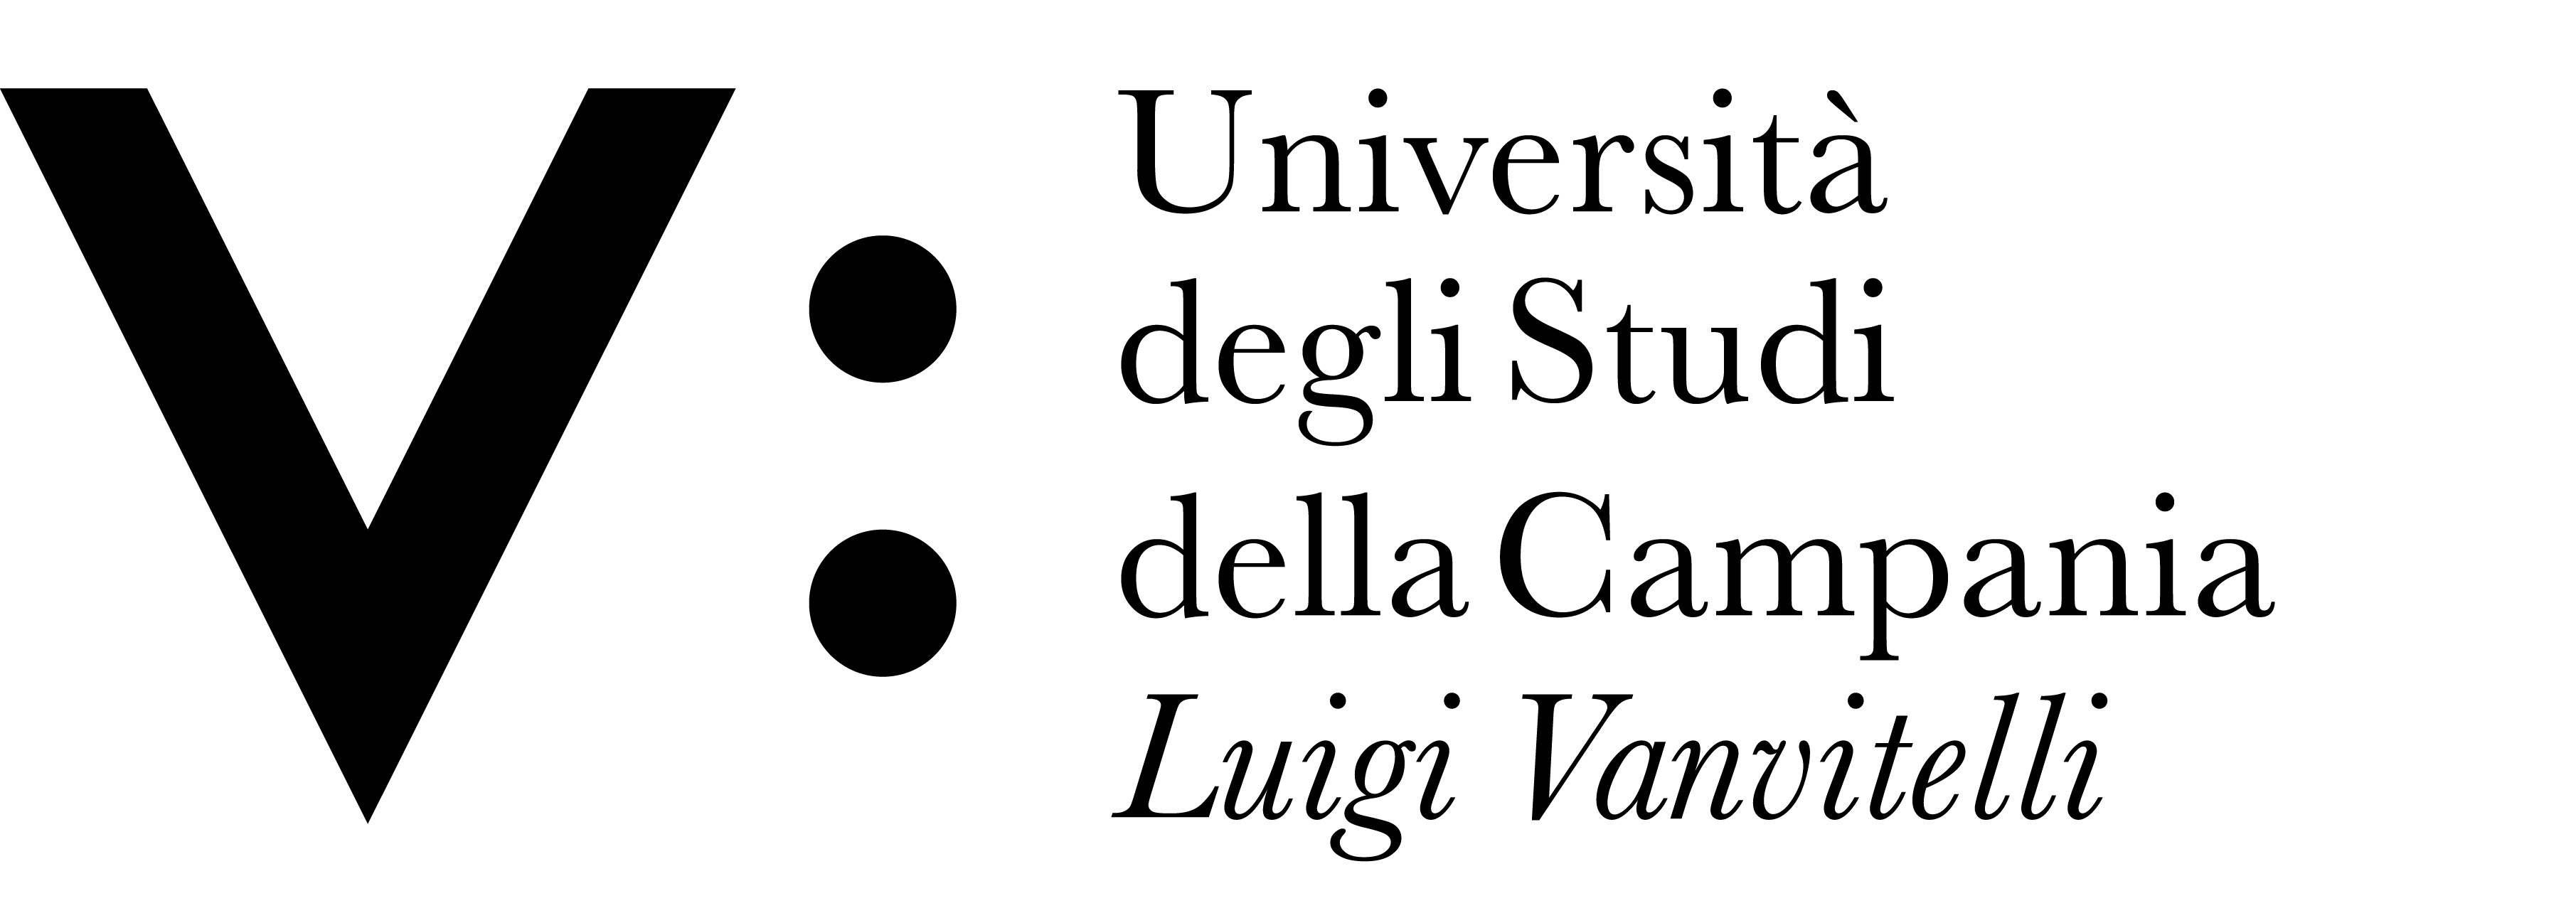 V:
Università
degli Studi
della Campania
Luigi Vanvitelli